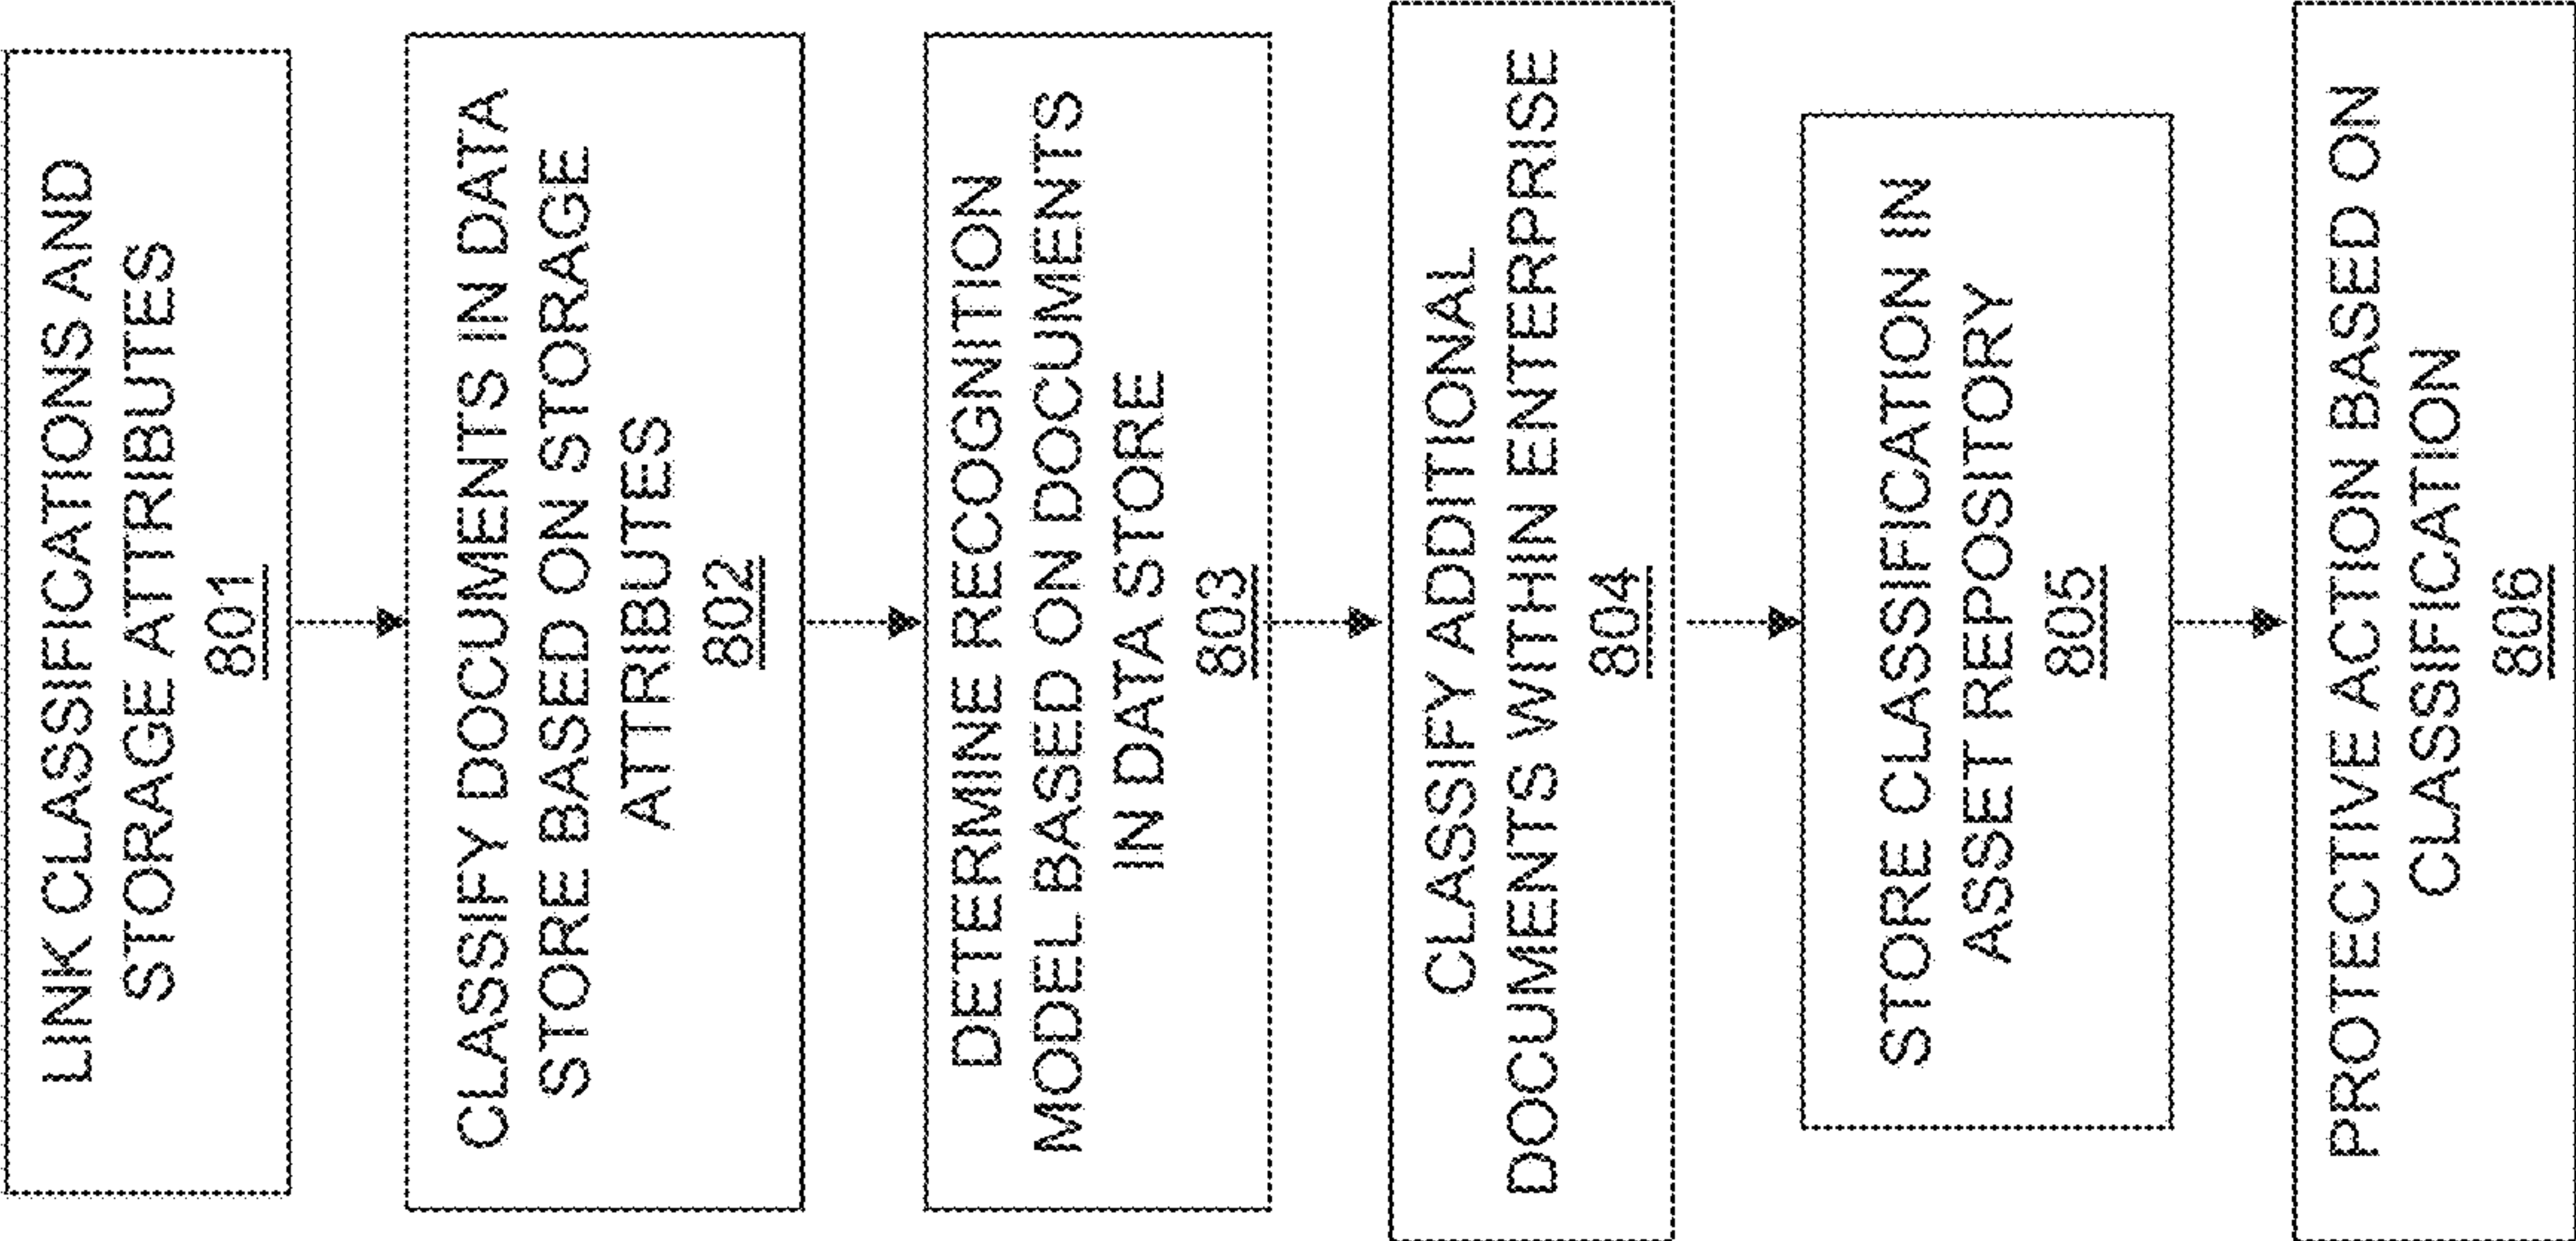 LINK CLASSIFICATIONS AND
STORAGE ATTRIBUTES
801
CLASSIFY DOCUMENTS IN DATA
STORE BASED ON STORAGE
ATTRIBUTES
802
DETERMINE RECOGNITION
MODEL BASED ON DOCUMENTS
IN DATA STORE
803
CLASSIFY ADDITIONAL
DOCUMENTS WITHIN ENTERPRISE
804
STORE CLASSIFICATION IN
ASSET REPOSITORY
805
PROTECTIVE ACTION BASED ON
CLASSIFICATION
806